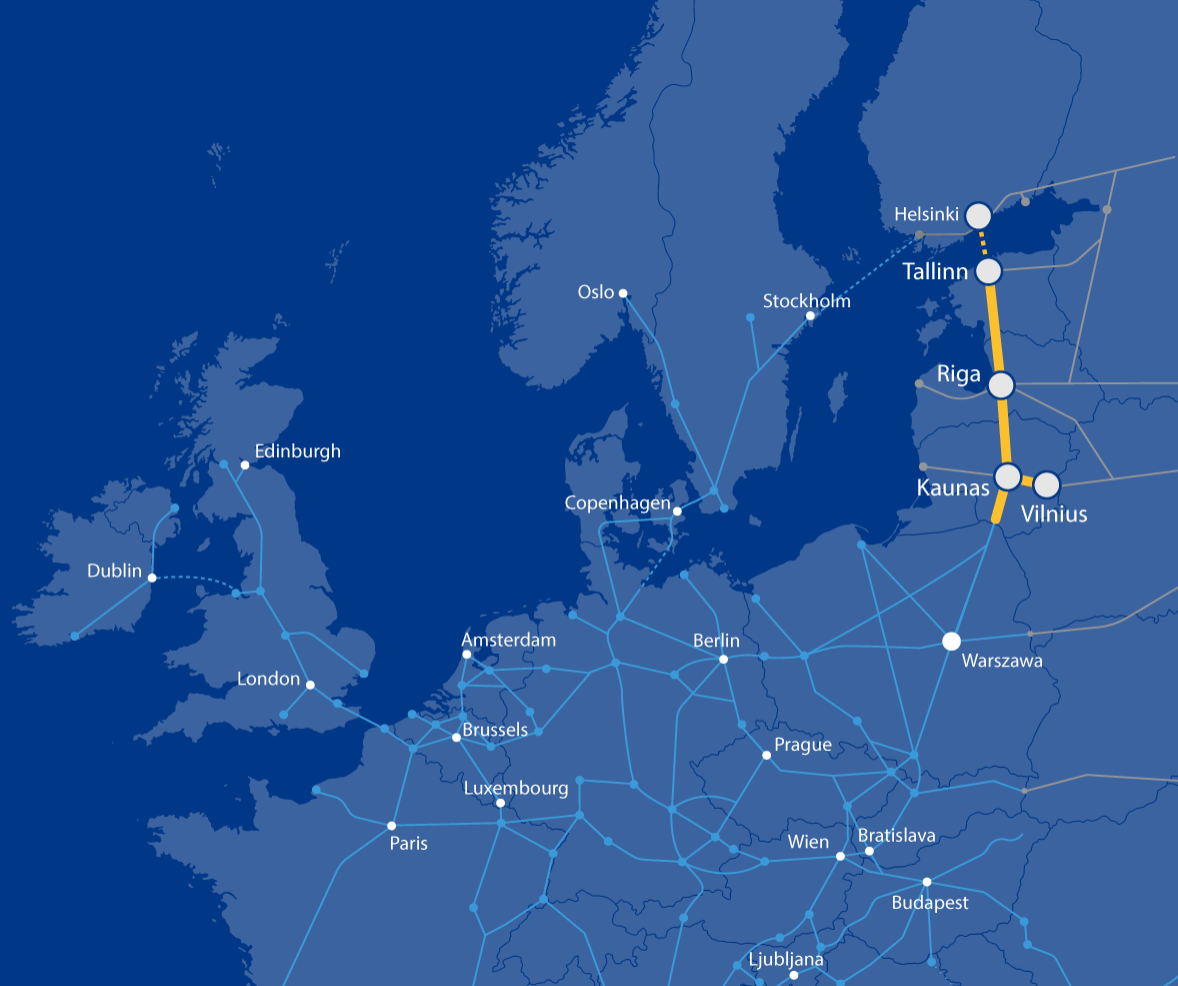 Helsinki
Tallinn
Oslo
Stockholm
Riga
Edinburgh
Kaunas
Copenhagen
Vilnius
Dublin
Amsterdam
Berlin
Warszawa
London
Brussels
Prague
Luxembourg
Paris
Wien
Bratislava
Budapest
Ljubljana